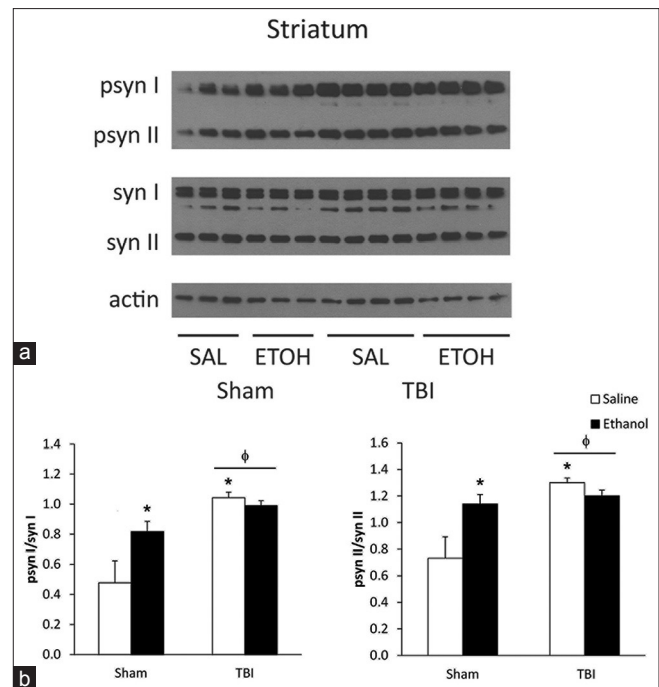 Striatum
psyn I
psyn II
syn I
syn II
actin
SAL ETOH SAL ETOH
Sham TBI
a
Saline
Ethanol
psyn I/syn I
1.4
1.2
1.0
0.8
0.6
0.4
0.2
0.0
*
*
ϕ
Sham TBI
psyn II/syn II
1.6
1.4
1.2
1.0
0.8
0.6
0.4
0.2
0.0
*
*
ϕ
Sham TBI
b